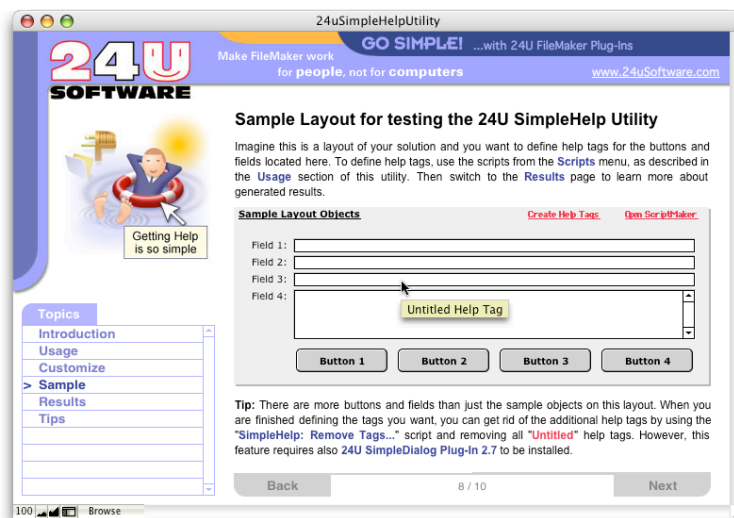 24uSimpleHelpUtility
24U
SOFTWARE
GO SIMPLE! ...with 24U FileMaker Plug-Ins
Make FileMaker work
for people, not for computers
www.24uSoftware.com
Getting Help
is so simple
Sample Layout for testing the 24U SimpleHelp Utility
Imagine this is a layout of your solution and you want to define help tags for the buttons and
fields located here. To define help tags, use the scripts from the Scripts menu, as described in
the Usage section of this utility. Then switch to the Results page to learn more about
generated results.
Sample Layout Objects
Create Help Tags
Open ScriptMaker
Field 1:
Field 2:
Field 3:
Field 4:
Untitled Help Tag
Button 1
Button 2
Button 3
Button 4
Topics
Introduction
Usage
Customize
> Sample
Results
Tips
Tip: There are more buttons and fields than just the sample objects on this layout. When you
are finished defining the tags you want, you can get rid of the additional help tags by using the
"SimpleHelp: Remove Tags..." script and removing all "Untitled" help tags. However, this
feature requires also 24U SimpleDialog Plug-In 2.7 to be installed.
Back
8 / 10
Next
100
Browse